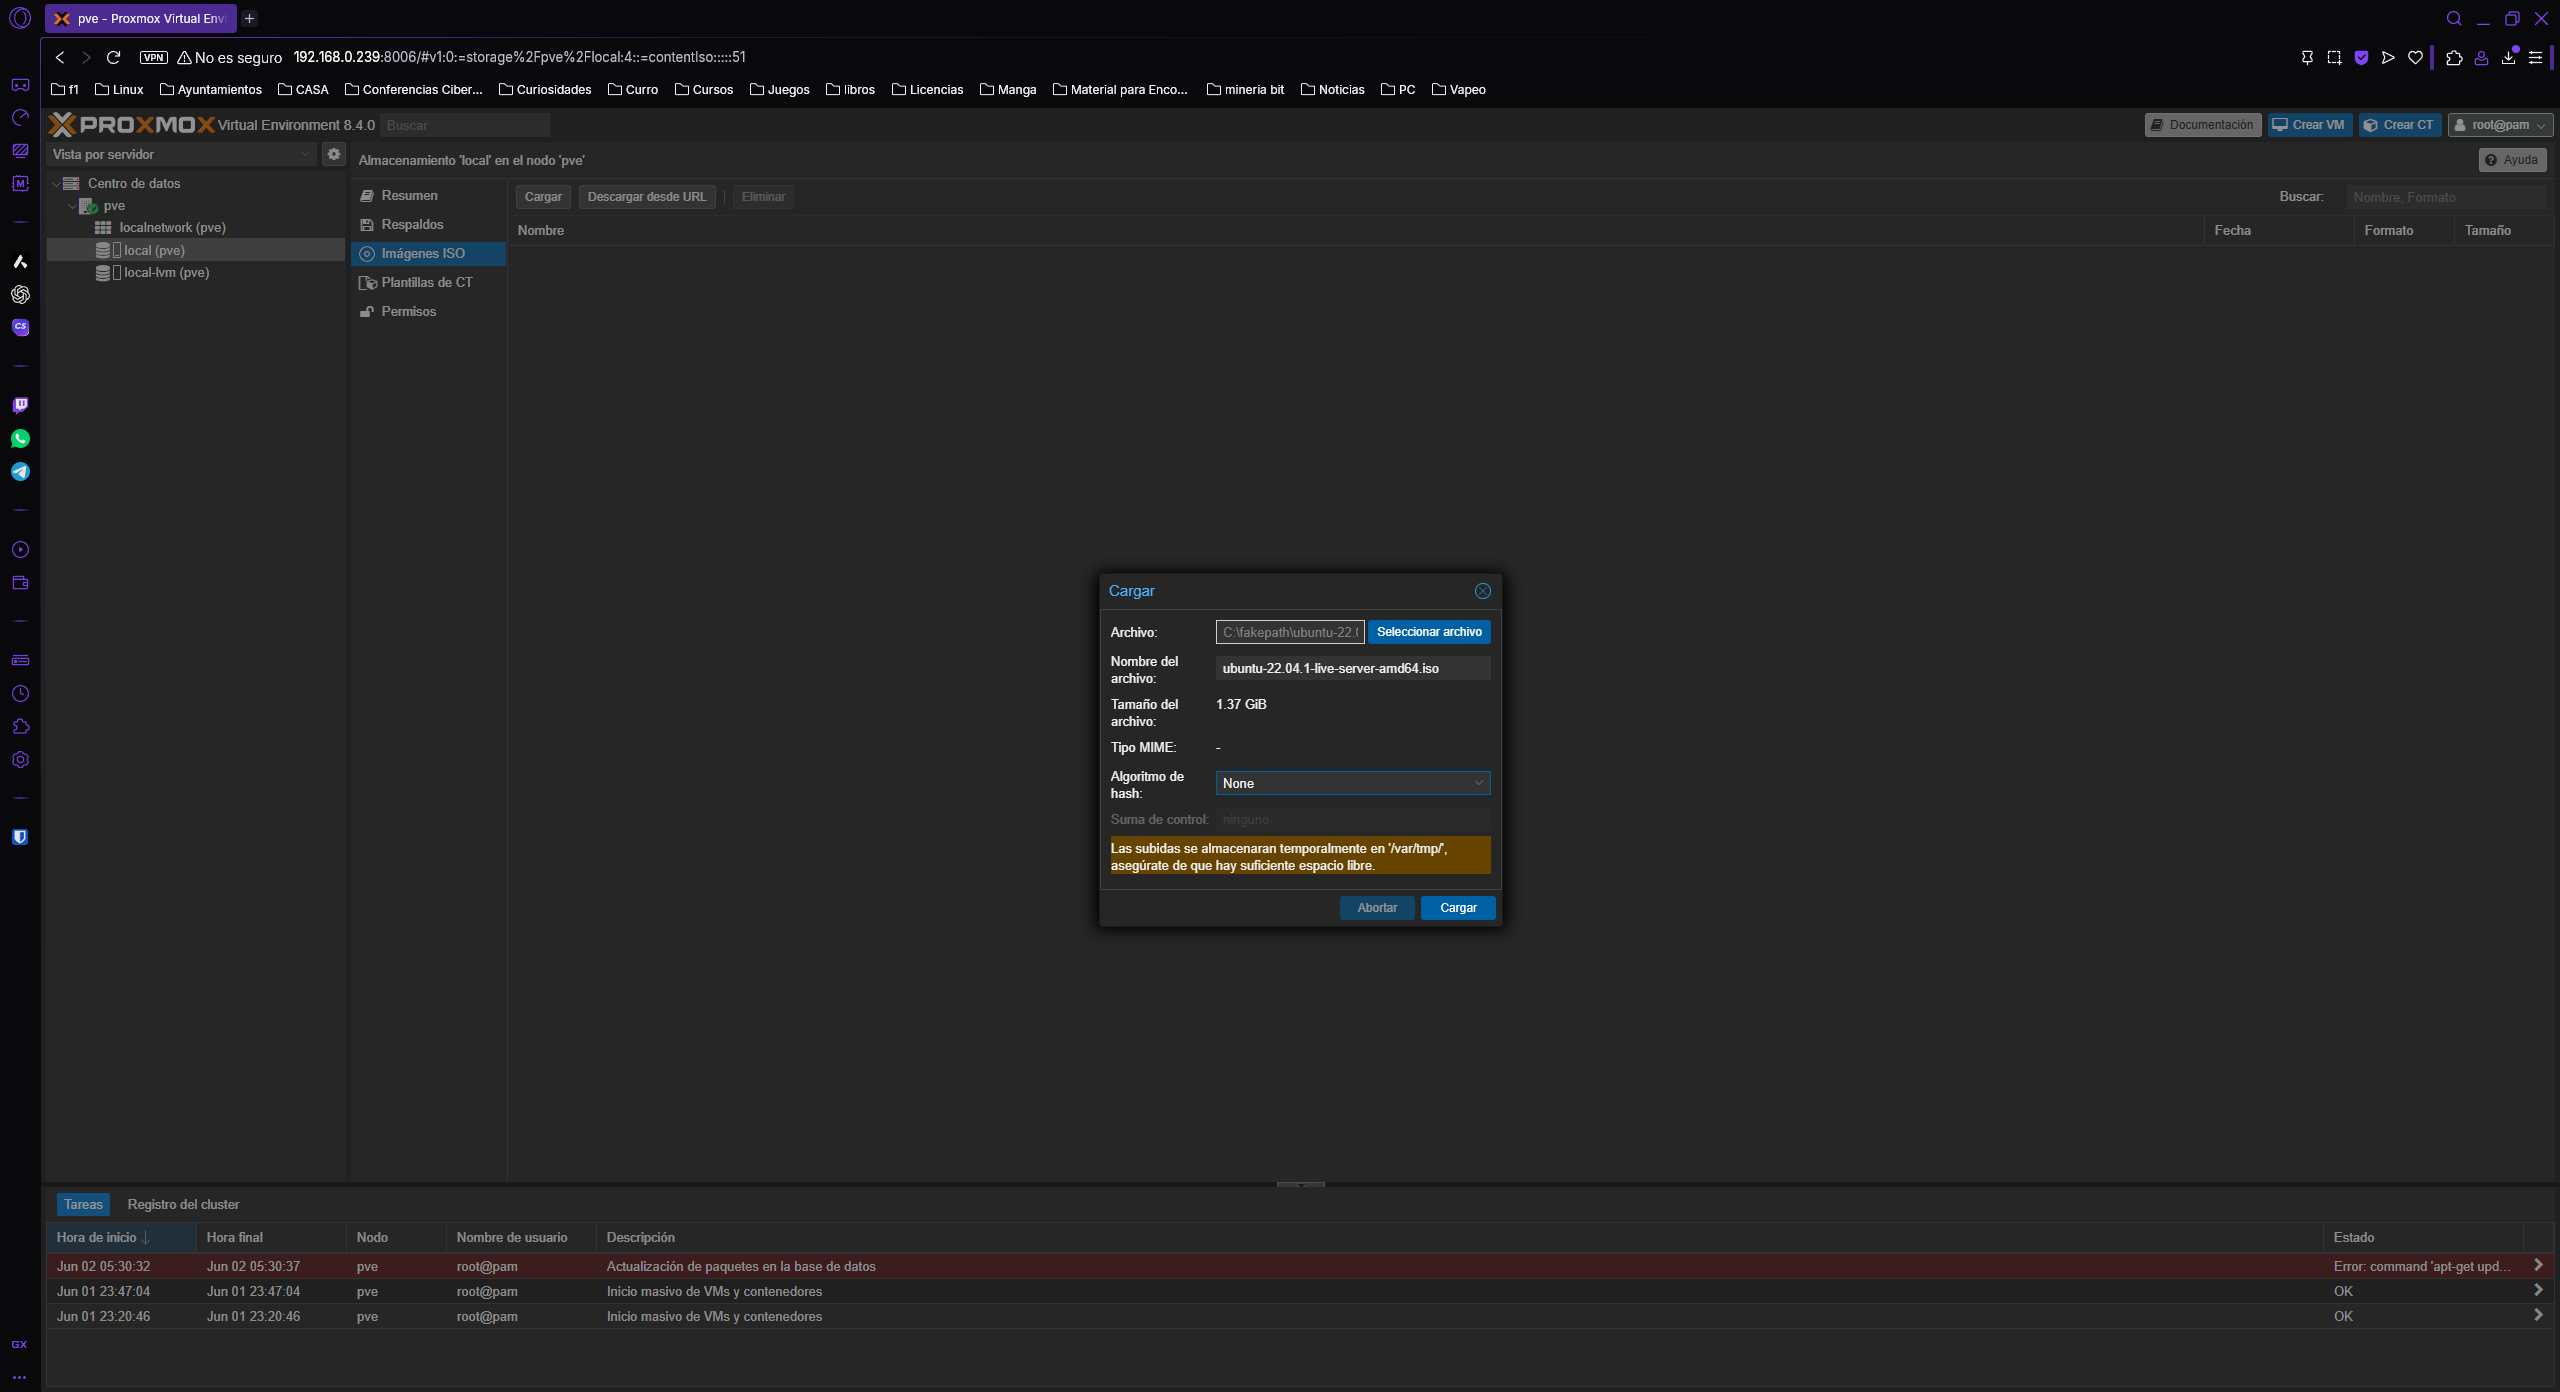 pve - Proxmox Virtual Envi
VPN No es seguro 192.168.0.239:8006/#v1:0:=storage%2Fpve%2Flocal:4::=contentIso:::::51
f1 Linux Ayuntamientos CASA Conferencias Ciber... Curiosidades Curro Cursos Juegos libros Licencias Manga Material para Enco... mineria bit Noticias PC Vapeo
PROXMOX Virtual Environment 8.4.0 Buscar Documentación Crear VM Crear CT root@pam
Vista por servidor
Almacenamiento 'local' en el nodo 'pve' Ayuda
Centro de datos
pve
localnetwork (pve)
local (pve)
local-lvm (pve)
Resumen
Respaldos
Imágenes ISO
Plantillas de CT
Permisos
Cargar Descargar desde URL Eliminar Buscar: Nombre, Formato
Nombre Fecha Formato Tamaño
Cargar
Archivo: C:\fakepath\ubuntu-22.0 Seleccionar archivo
Nombre del archivo: ubuntu-22.04.1-live-server-amd64.iso
Tamaño del archivo: 1.37 GiB
Tipo MIME: -
Algoritmo de hash: None
Suma de control: ninguno
Las subidas se almacenaran temporalmente en '/var/tmp/',
asegúrate de que hay suficiente espacio libre.
Abortar Cargar
Tareas Registro del cluster
Hora de inicio Hora final Nodo Nombre de usuario Descripción Estado
Jun 02 05:30:32 Jun 02 05:30:37 pve root@pam Actualización de paquetes en la base de datos Error: command 'apt-get upd...
Jun 01 23:47:04 Jun 01 23:47:04 pve root@pam Inicio masivo de VMs y contenedores OK
Jun 01 23:20:46 Jun 01 23:20:46 pve root@pam Inicio masivo de VMs y contenedores OK
M
CS
GX